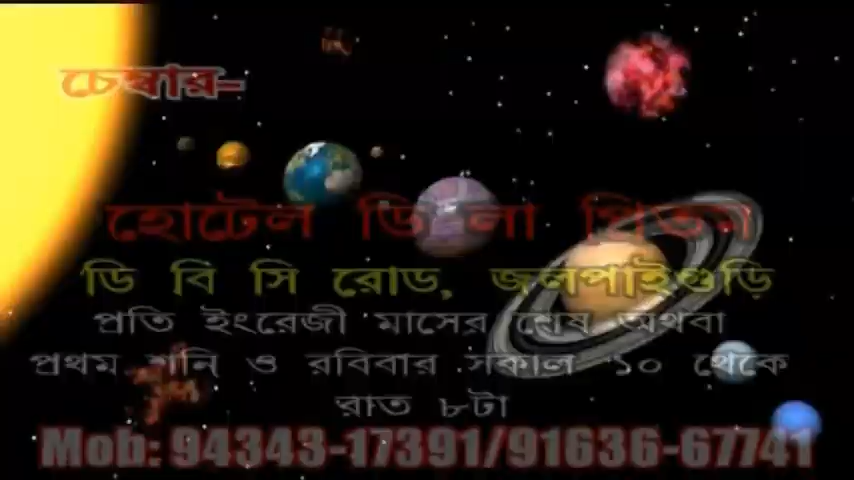 চেম্বার-
হোটেল ডি লা প্রিতম
ডি বি সি রোড, জলপাইগুড়ি
প্রতি ইংরেজী মাসের শেষ অথবা
প্রথম শনি ও রবিবার সকাল ১০ থেকে
রাত ৮টা
Mob: 94343-17391/91636-67741